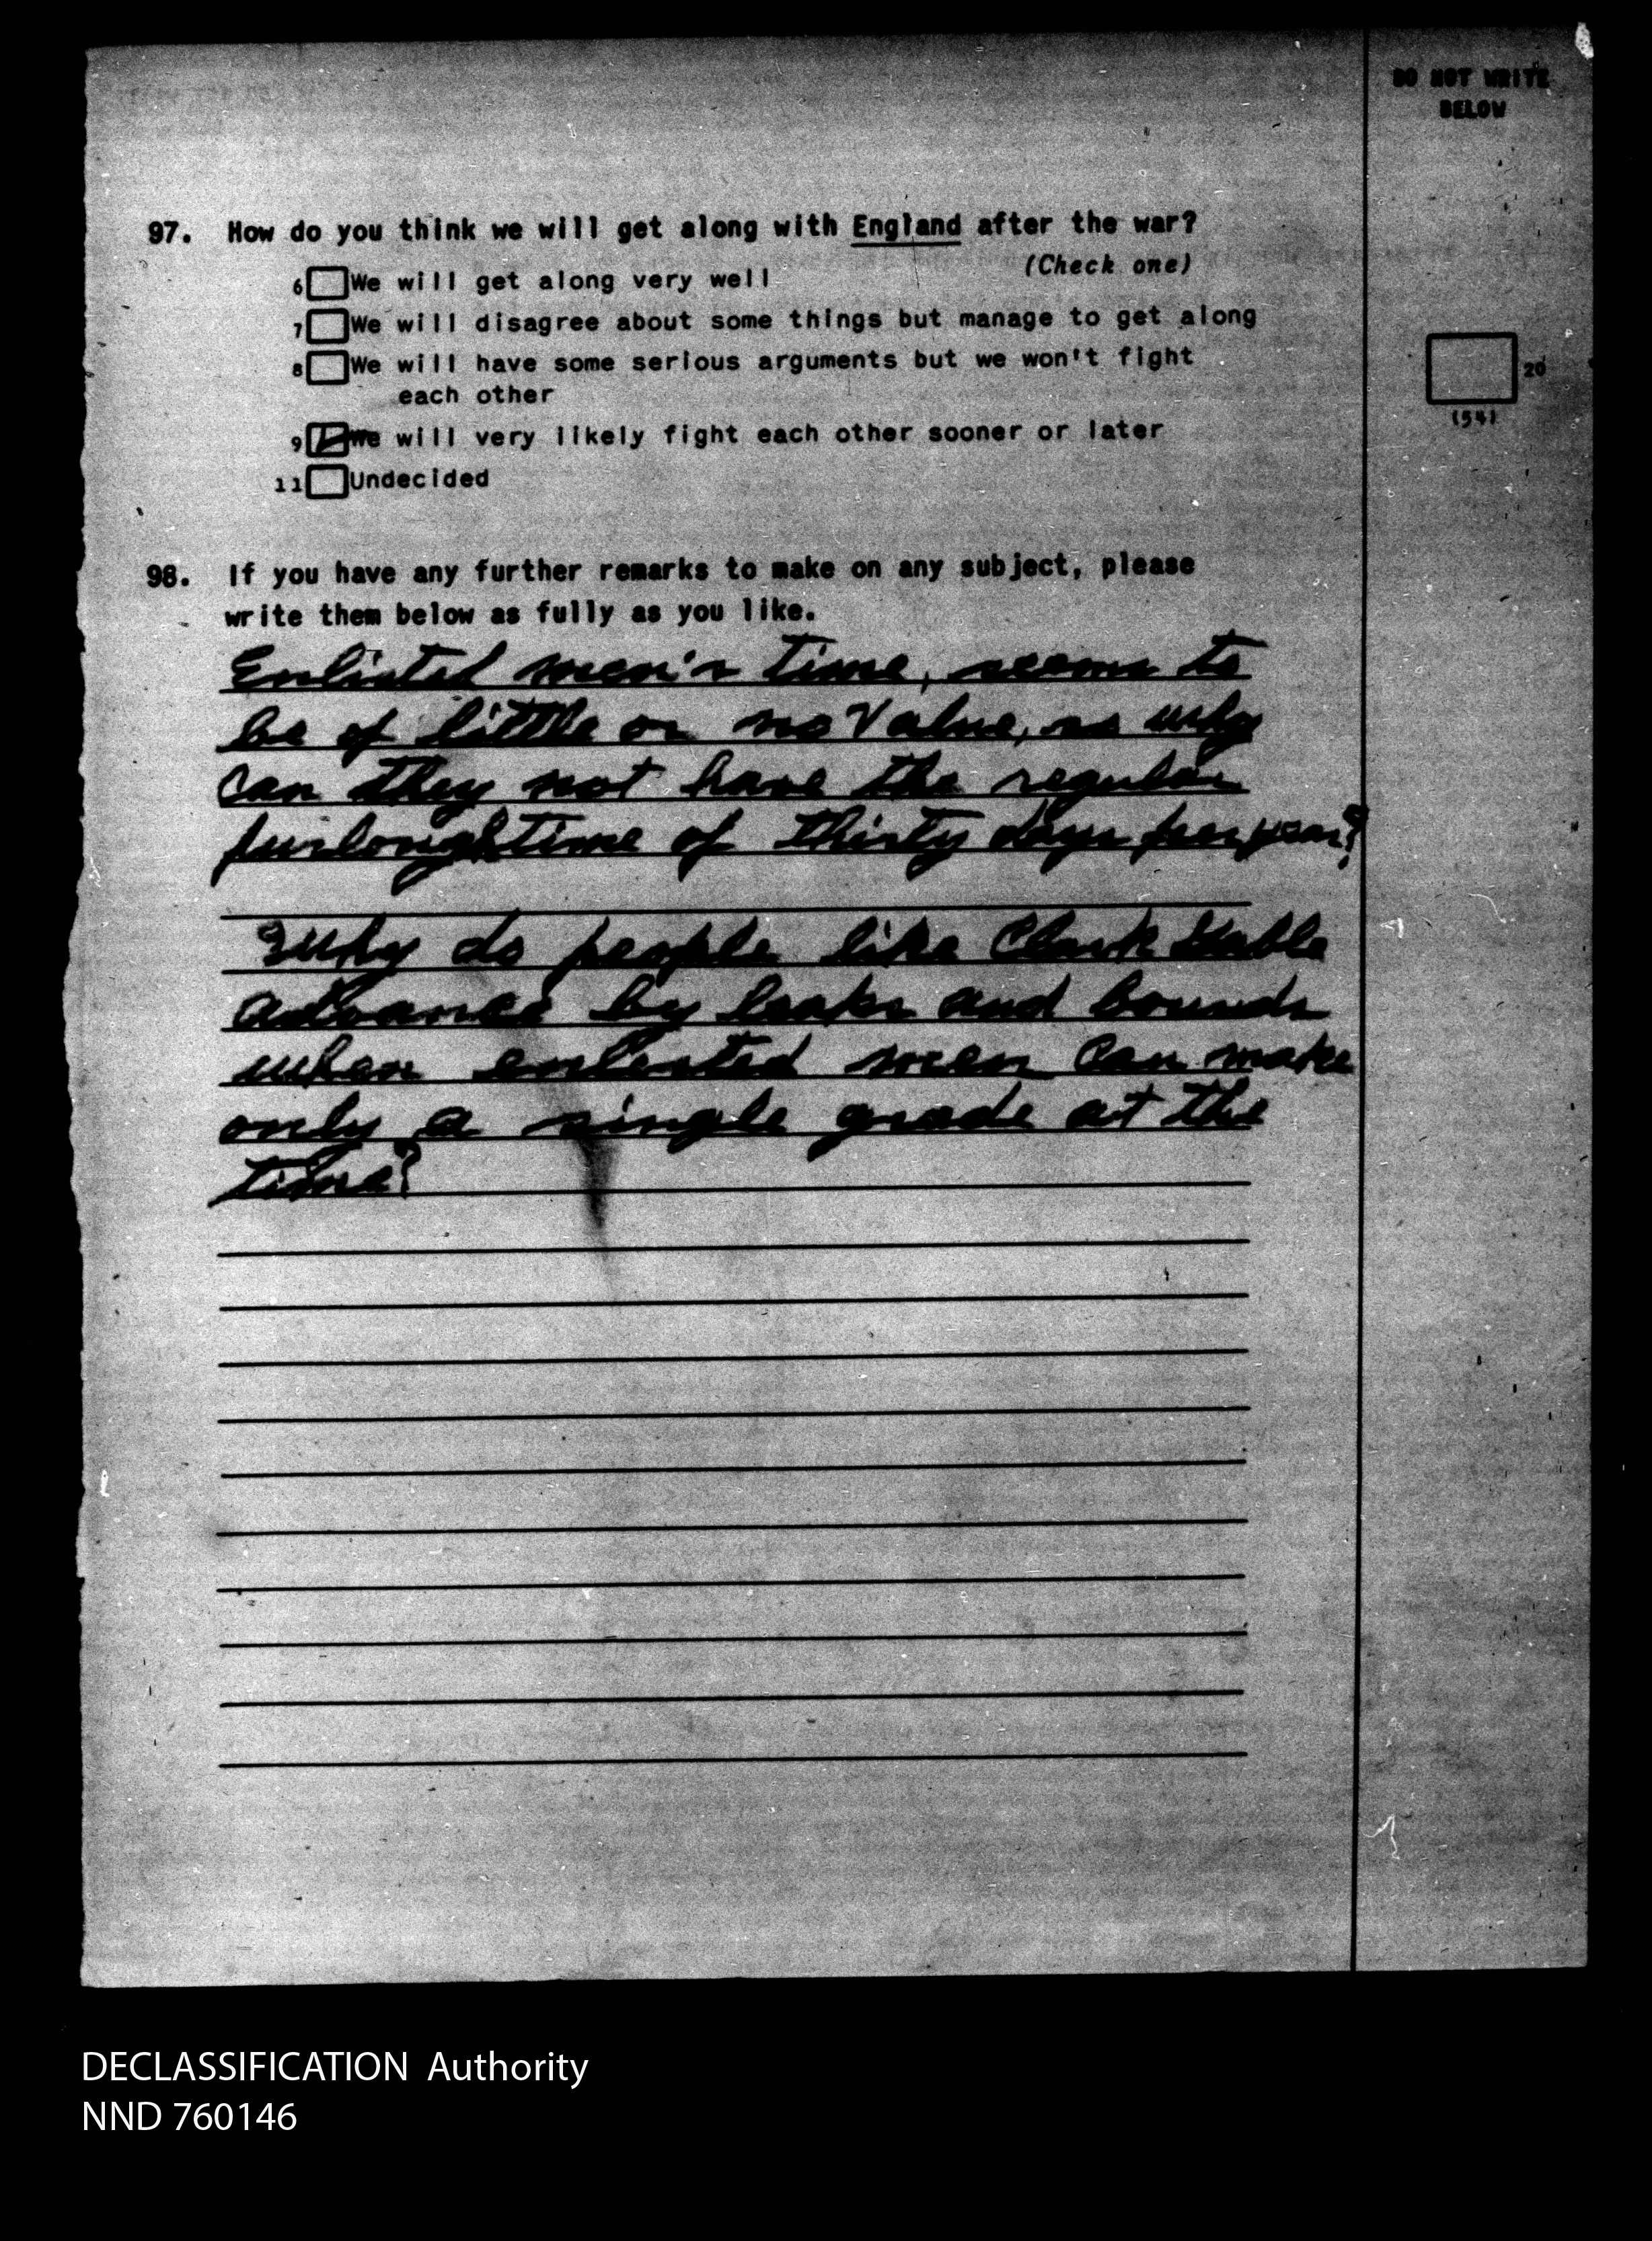 DO NOT WRITE
BELOW
97. How do you think we will get along with England after the war?
(Check one)
6 We will get along very well
7 We will disagree about some things but manage to get along
8 We will have some serious arguments but we won't fight
each other
20
(54)
9 We will very likely fight each other sooner or later
11 Undecided
98. If you have any further remarks to make on any subject, please
write them below as fully as you like.
Enlisted men's time, seems to
be of little or no Value, so why
can they not have the regular
furlough time of thirty days per year?
Why do people like Clark Gable
advance by leaps and bounds
when enlisted men can make
only a single grade at the
time?
DECLASSIFICATION Authority
NND 760146